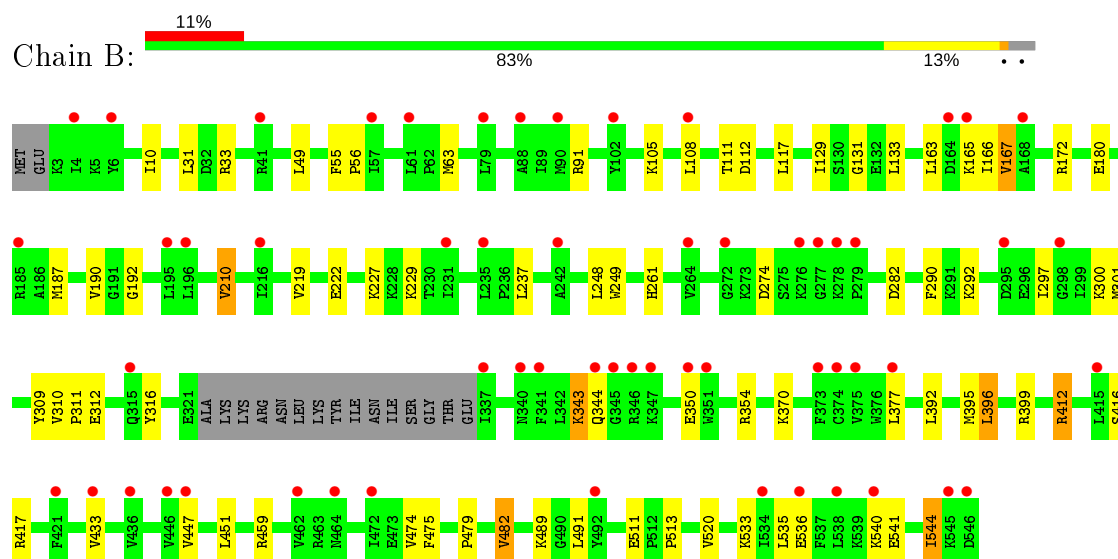 11%
Chain B:
83% 13% • •
MET GLU K3 I4 K5 Y6 I10 L31 D32 R33 R41 L49 F55 P56 I57 L61 P62 M63 L79 A88 I89 M90 R91 Y102 K105 L108 T111 D112 L117 I129 S130 G131 E132 L133 L163 D164 K165 I166 V167 A168 R172 E180
R185 A186 M187 V190 G191 G192 L195 L196 V210 I216 V219 E222 K227 K228 K229 T230 I231 L235 P236 L237 A242 L248 W249 H261 V264 G272 K273 D274 S275 K276 G277 K278 P279 D282 F290 K291 K292 D295 E296 I297 G298 I299 K300 M301
Y309 V310 P311 E312 Q315 Y316 E321 ALA LYS LYS ARG ASN LEU LYS TYR ILE ASN ILE SER GLY THR GLU I337 N340 F341 L342 K343 Q344 G345 R346 K347 E350 W351 R354 K370 F373 C374 V375 W376 L377 L392 M395 L396 R399 R412 L415 S416
R417 F421 V433 V436 V446 V447 L451 R459 V462 R463 N464 I472 E473 V474 F475 P479 V482 K489 G490 L491 Y492 E511 P512 P513 V520 K533 I534 L535 E536 F537 L538 K539 K540 E541 I544 K545 D546